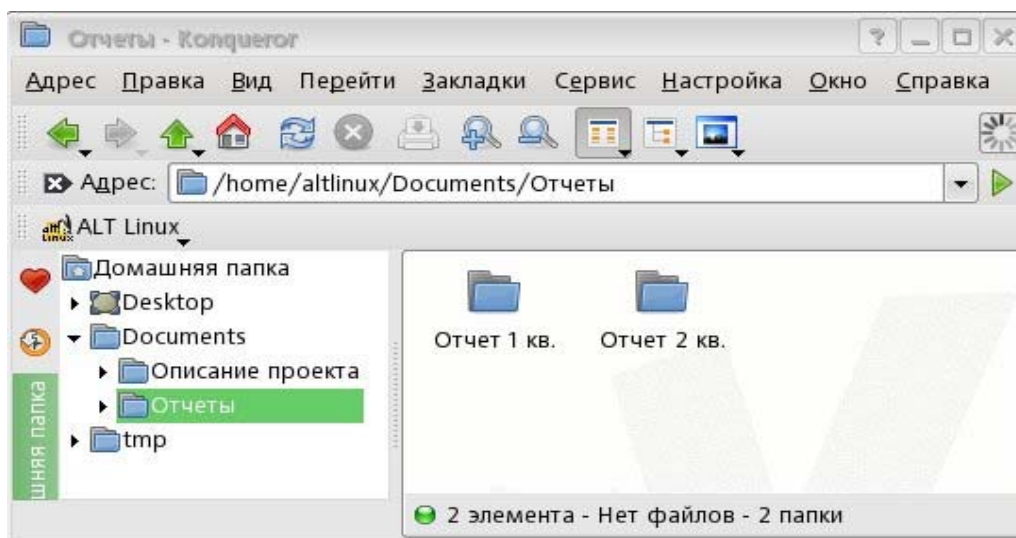 Отчеты - Konqueror
Адрес Правка Вид Перейти Закладки Сервис Настройка Окно Справка
Адрес: /home/altlinux/Documents/Отчеты
ALT Linux
Домашняя папка
Desktop
Documents
Описание проекта
Отчеты
tmp
шняя папка
Отчет 1 кв. Отчет 2 кв.
2 элемента - Нет файлов - 2 папки